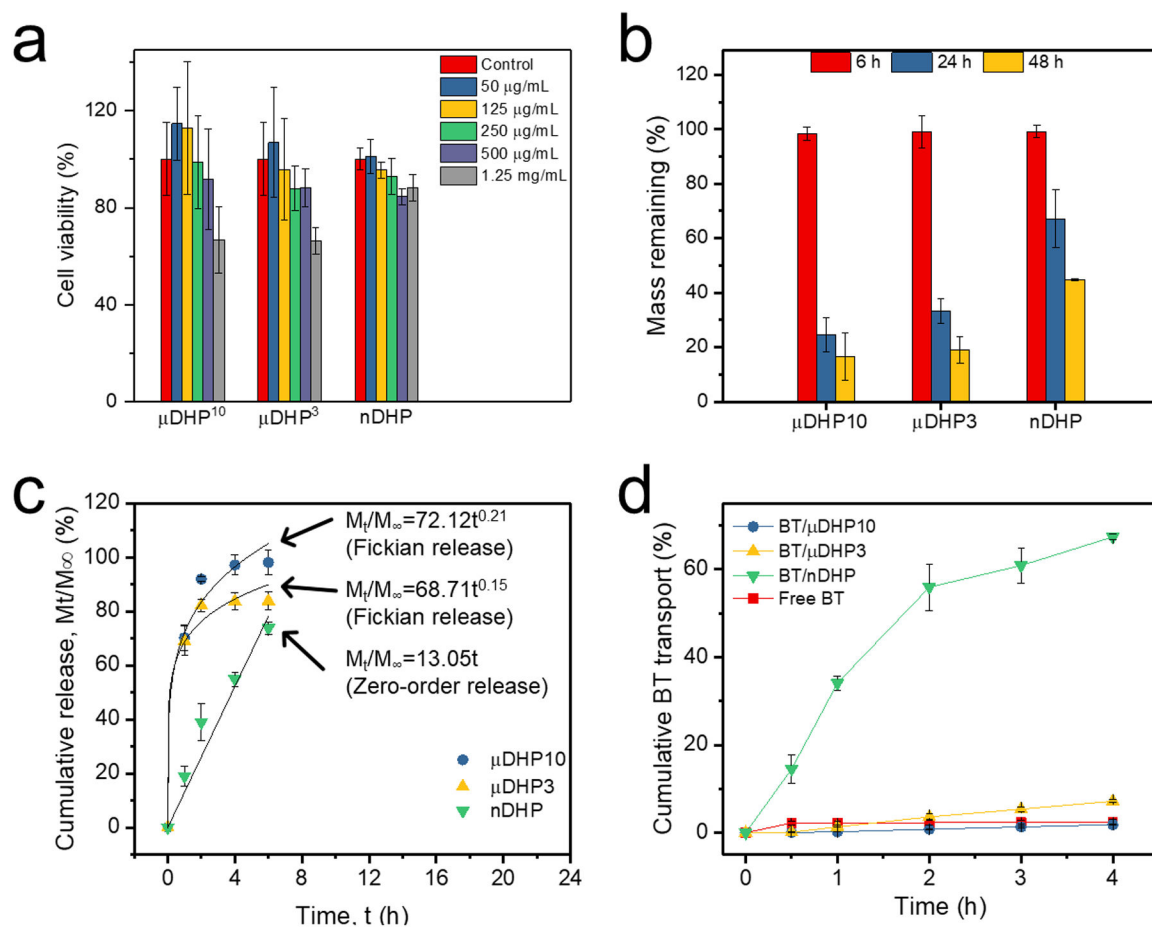 a
Cell viability (%)
120
80
40
0
Control
50 μg/mL
125 μg/mL
250 μg/mL
500 μg/mL
1.25 mg/mL
μDHP¹⁰
μDHP³
nDHP
b
Mass remaining (%)
120
100
80
60
40
20
0
6 h 24 h 48 h
μDHP10
μDHP3
nDHP
c
Cumulative release, Mt/M∞ (%)
120
100
80
60
40
20
0
Mₜ/M∞=72.12t⁰·²¹
(Fickian release)
Mₜ/M∞=68.71t⁰·¹⁵
(Fickian release)
Mₜ/M∞=13.05t
(Zero-order release)
μDHP10
μDHP3
nDHP
0 4 8 12 16 20 24
Time, t (h)
d
Cumulative BT transport (%)
60
40
20
0
BT/μDHP10
BT/μDHP3
BT/nDHP
Free BT
0 1 2 3 4
Time (h)